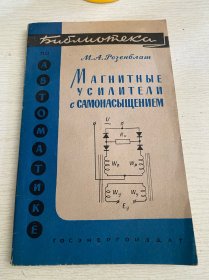 Библиотека
ПО
АВТОМАТИКЕ
М.А.Розенблат
МАГНИТНЫЕ
УСИЛИТЕЛИ
с САМОНАСЫЩЕНИЕМ
ГОСЭНЕРГОИЗДАТ